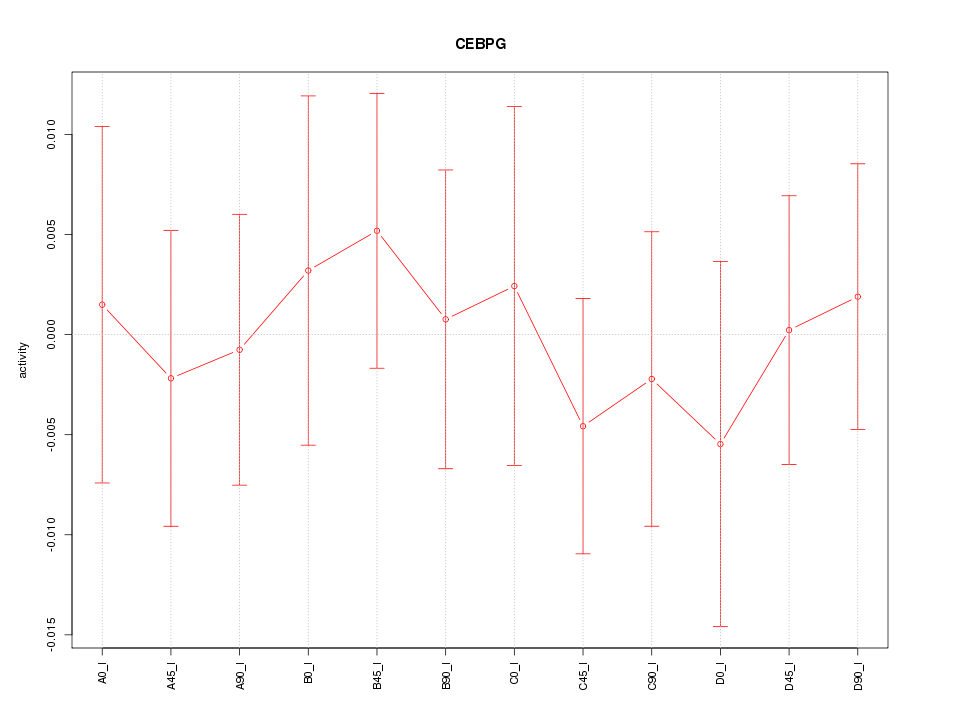 CEBPG
activity
0.010
0.005
0.000
-0.005
-0.010
-0.015
A0_I
A45_I
A90_I
B0_I
B45_I
B90_I
C0_I
C45_I
C90_I
D0_I
D45_I
D90_I